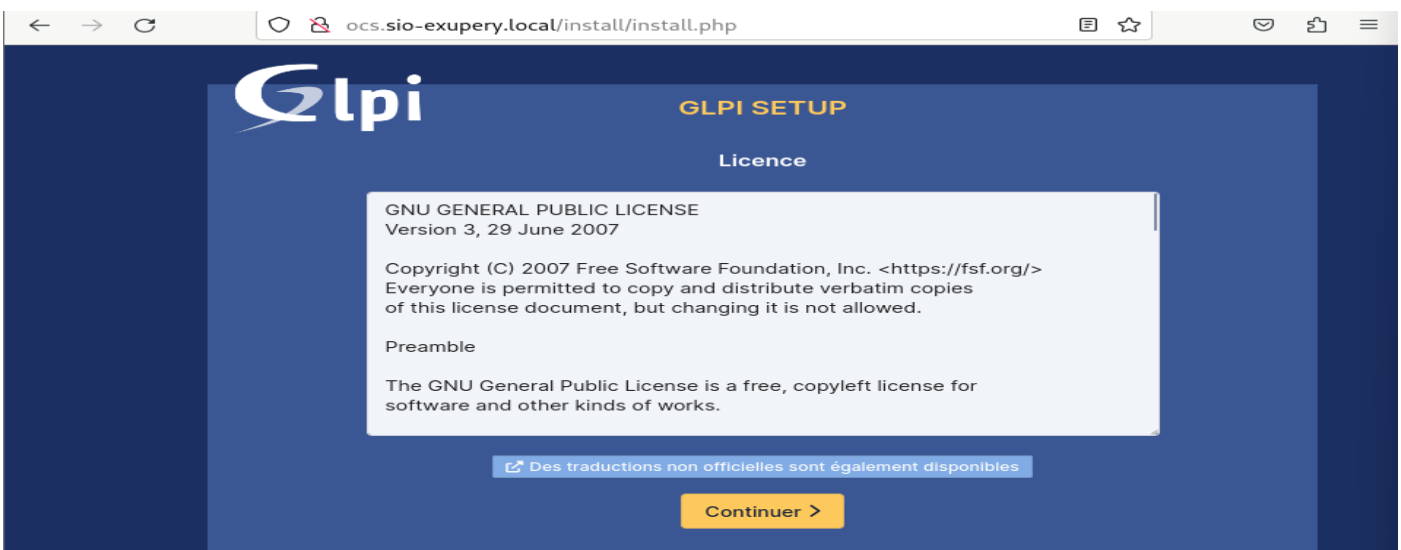 ocs.sio-exupery.local/install/install.php
Glpi
GLPI SETUP
Licence
GNU GENERAL PUBLIC LICENSE
Version 3, 29 June 2007
Copyright (C) 2007 Free Software Foundation, Inc. <https://fsf.org/>
Everyone is permitted to copy and distribute verbatim copies
of this license document, but changing it is not allowed.
Preamble
The GNU General Public License is a free, copyleft license for
software and other kinds of works.
Des traductions non officielles sont également disponibles
Continuer >